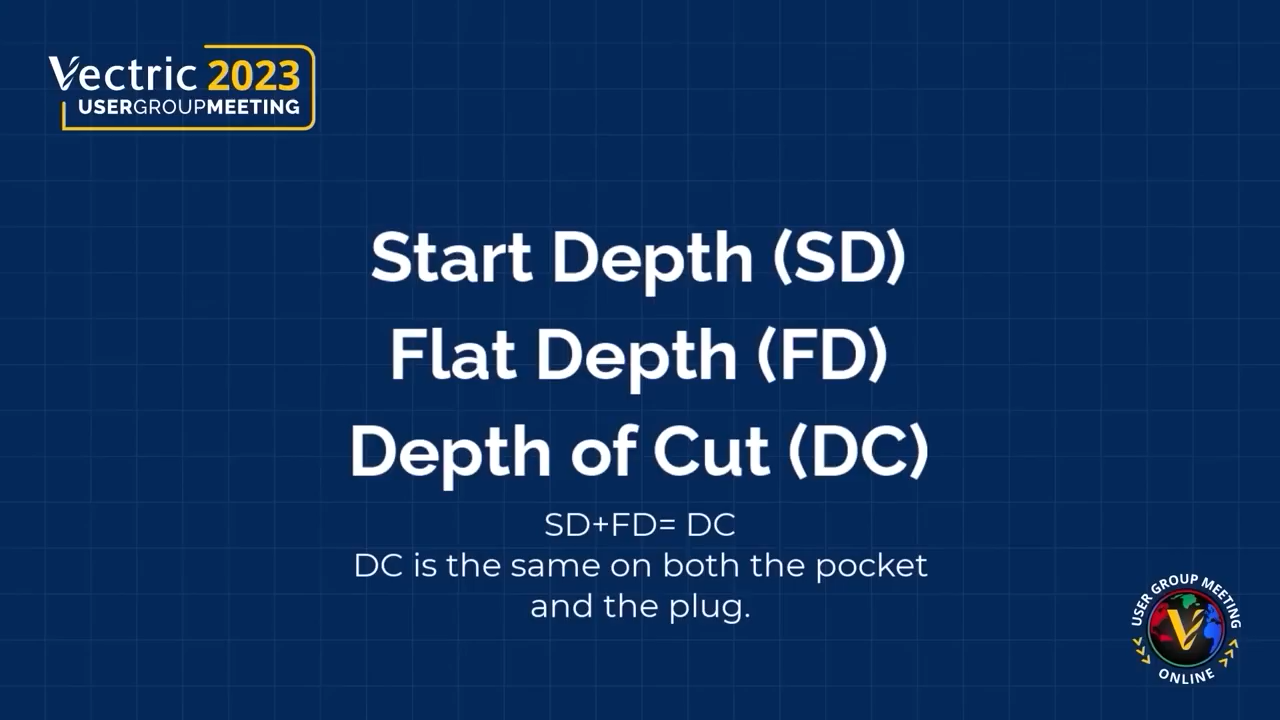 Vectric 2023
USERGROUPMEETING
Start Depth (SD)
Flat Depth (FD)
Depth of Cut (DC)
SD+FD= DC
DC is the same on both the pocket
and the plug.
USER GROUP MEETING
V
ONLINE